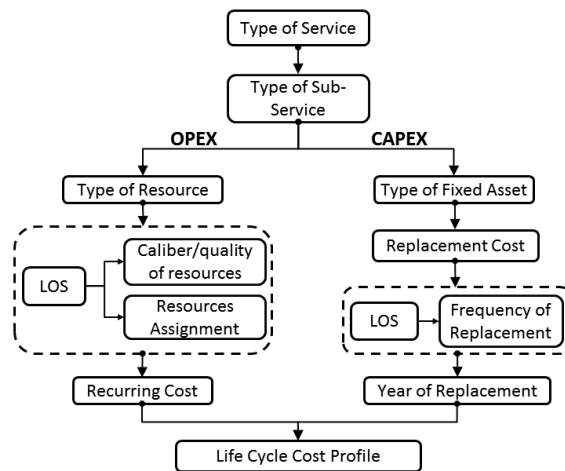 Type of Service
Type of Sub-
Service
OPEX
CAPEX
Type of Resource
Type of Fixed Asset
Caliber/quality
of resources
LOS
Resources
Assignment
Replacement Cost
LOS
Frequency of
Replacement
Recurring Cost
Year of Replacement
Life Cycle Cost Profile